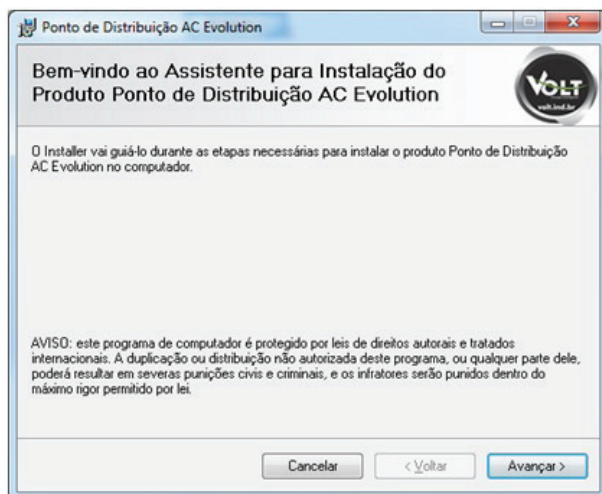 Ponto de Distribuição AC Evolution
Bem-vindo ao Assistente para Instalação do
Produto Ponto de Distribuição AC Evolution
VOLT
volt.ind.br
O Installer vai guiá-lo durante as etapas necessárias para instalar o produto Ponto de Distribuição
AC Evolution no computador.
AVISO: este programa de computador é protegido por leis de direitos autorais e tratados
internacionais. A duplicação ou distribuição não autorizada deste programa, ou qualquer parte dele,
poderá resultar em severas punições civis e criminais, e os infratores serão punidos dentro do
máximo rigor permitido por lei.
Cancelar
< Voltar
Avançar >